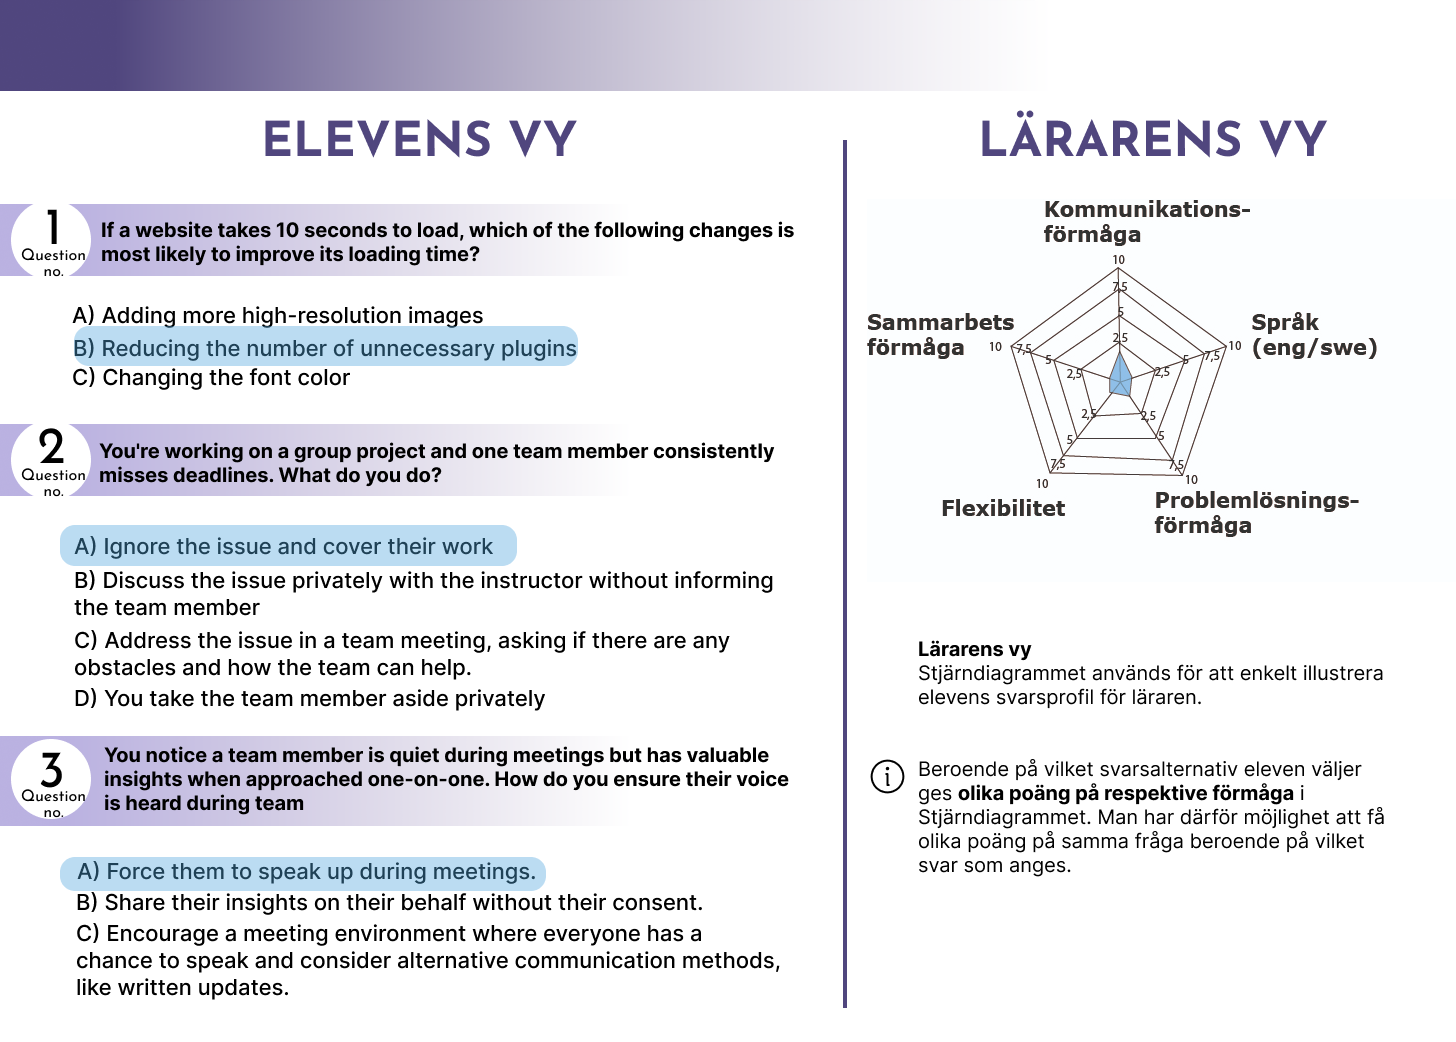 ELEVENS VY
1
Question
no.
If a website takes 10 seconds to load, which of the following changes is
most likely to improve its loading time?
A) Adding more high-resolution images
B) Reducing the number of unnecessary plugins
C) Changing the font color
2
Question
no.
You're working on a group project and one team member consistently
misses deadlines. What do you do?
A) Ignore the issue and cover their work
B) Discuss the issue privately with the instructor without informing
the team member
C) Address the issue in a team meeting, asking if there are any
obstacles and how the team can help.
D) You take the team member aside privately
3
Question
no.
You notice a team member is quiet during meetings but has valuable
insights when approached one-on-one. How do you ensure their voice
is heard during team
A) Force them to speak up during meetings.
B) Share their insights on their behalf without their consent.
C) Encourage a meeting environment where everyone has a
chance to speak and consider alternative communication methods,
like written updates.
LÄRARENS VY
Kommunikations-
förmåga
10
7,5
5
2,5
Sammarbets
förmåga
10
7,5
5
2,5
Språk
(eng/swe)
10
7,5
5
2,5
2,5
5
7,5
10
Flexibilitet
2,5
5
7,5
10
Problemlösnings-
förmåga
Lärarens vy
Stjärndiagrammet används för att enkelt illustrera
elevens svarsprofil för läraren.
i
Beroende på vilket svarsalternativ eleven väljer
ges olika poäng på respektive förmåga i
Stjärndiagrammet. Man har därför möjlighet att få
olika poäng på samma fråga beroende på vilket
svar som anges.